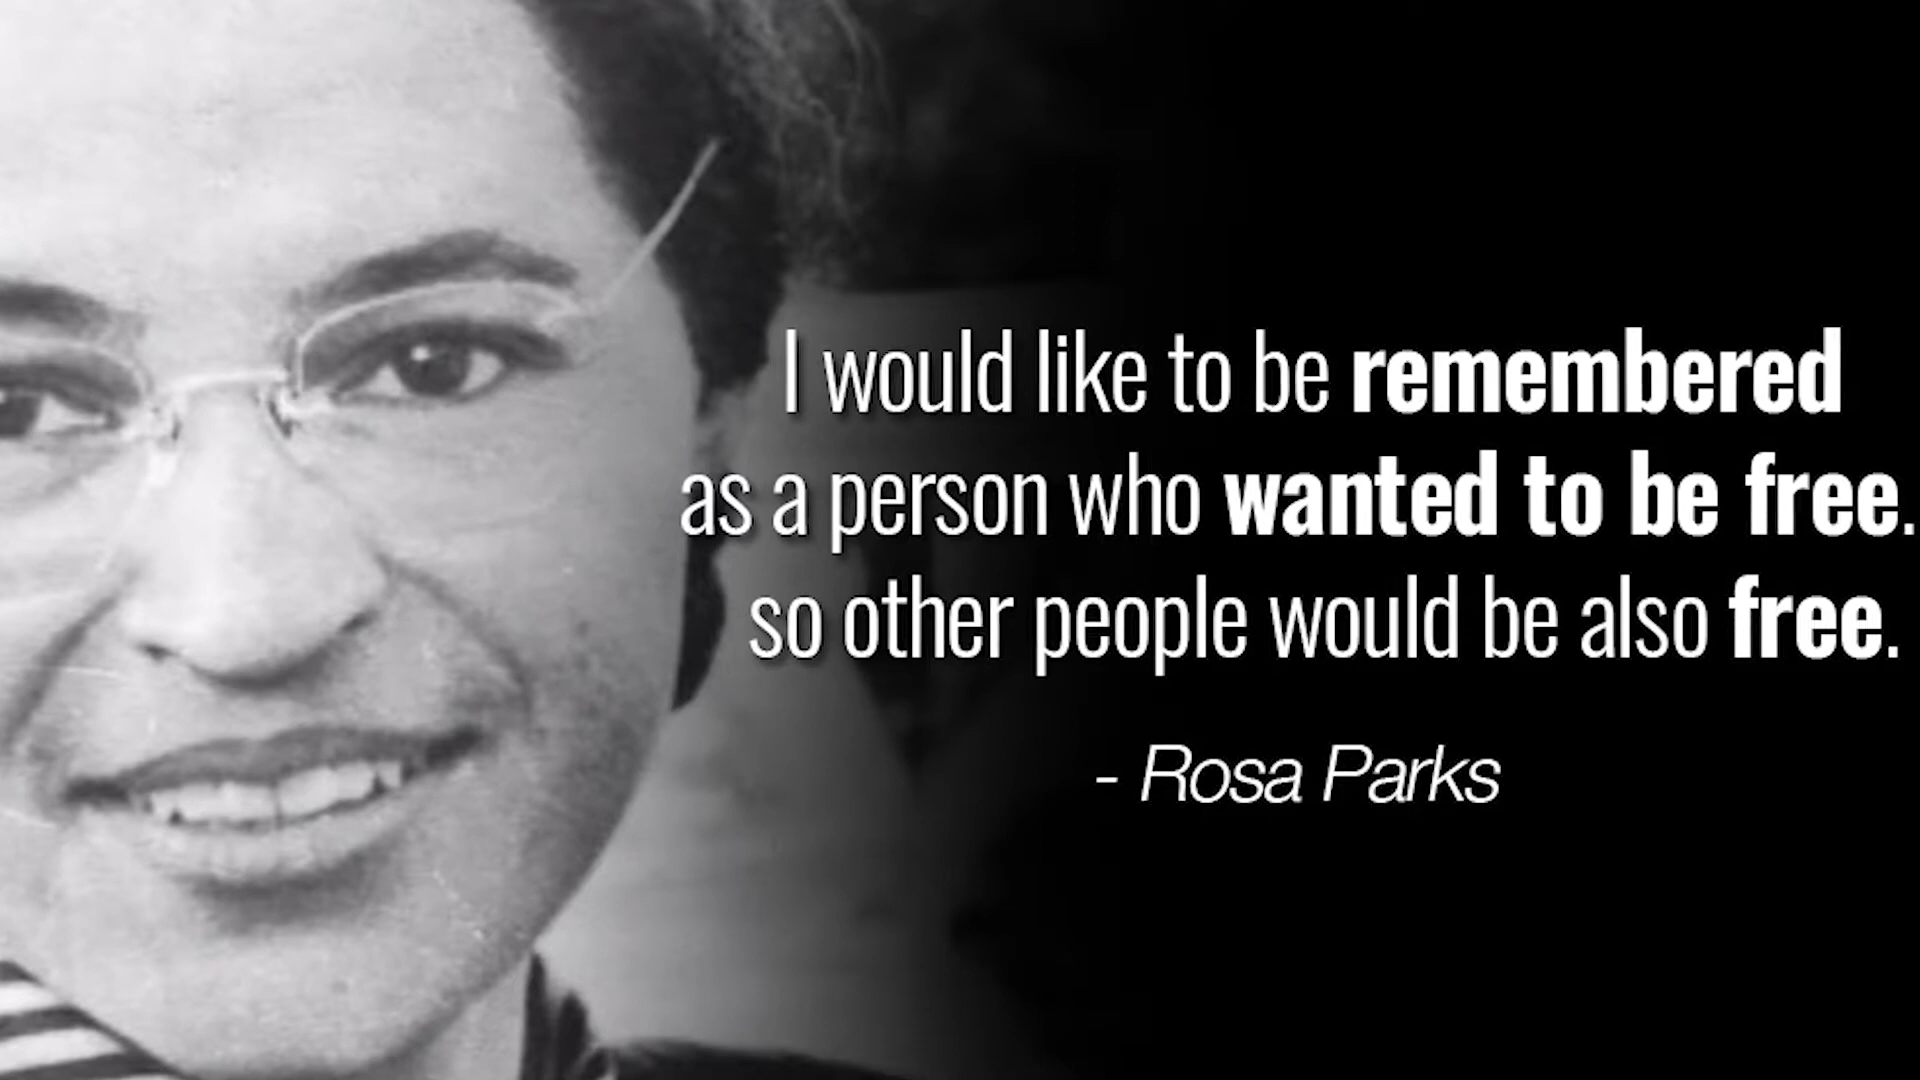 I would like to be remembered
as a person who wanted to be free.
so other people would be also free.
- Rosa Parks